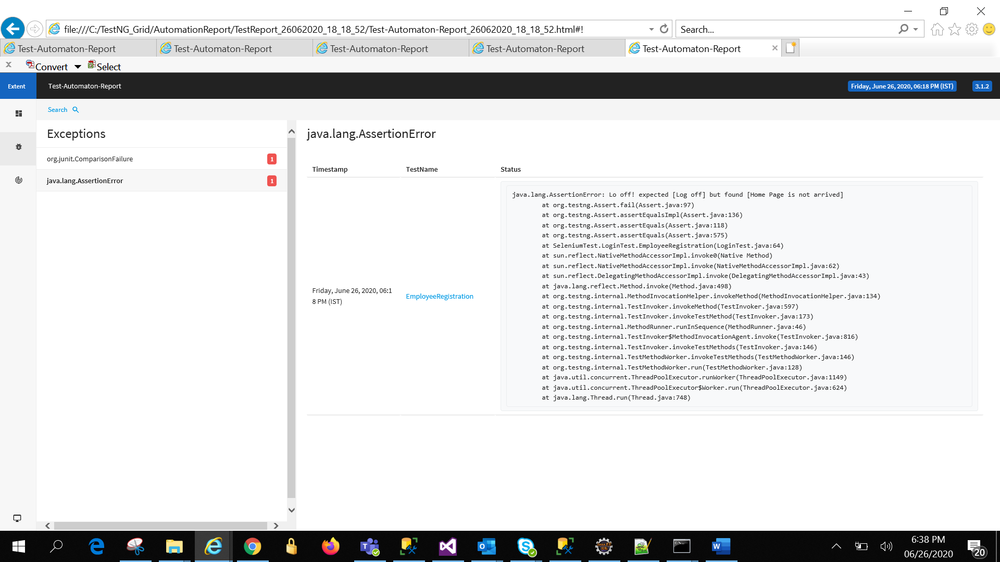 file:///C:/TestNG_Grid/AutomationReport/TestReport_26062020_18_18_52/Test-Automaton-Report_26062020_18_18_52.html#!
Search...
Test-Automaton-Report
Test-Automaton-Report
Test-Automaton-Report
Test-Automaton-Report
Test-Automaton-Report
Convert
Select
Extent
Test-Automaton-Report
Friday, June 26, 2020, 06:18 PM (IST)
3.1.2
Search
Exceptions
org.junit.ComparisonFailure 1
java.lang.AssertionError 1
java.lang.AssertionError
Timestamp TestName Status
Friday, June 26, 2020, 06:1
8 PM (IST)
EmployeeRegistration
java.lang.AssertionError: Lo off! expected [Log off] but found [Home Page is not arrived]
at org.testng.Assert.fail(Assert.java:97)
at org.testng.Assert.assertEqualsImpl(Assert.java:136)
at org.testng.Assert.assertEquals(Assert.java:118)
at org.testng.Assert.assertEquals(Assert.java:575)
at SeleniumTest.LoginTest.EmployeeRegistration(LoginTest.java:64)
at sun.reflect.NativeMethodAccessorImpl.invoke0(Native Method)
at sun.reflect.NativeMethodAccessorImpl.invoke(NativeMethodAccessorImpl.java:62)
at sun.reflect.DelegatingMethodAccessorImpl.invoke(DelegatingMethodAccessorImpl.java:43)
at java.lang.reflect.Method.invoke(Method.java:498)
at org.testng.internal.MethodInvocationHelper.invokeMethod(MethodInvocationHelper.java:134)
at org.testng.internal.TestInvoker.invokeMethod(TestInvoker.java:597)
at org.testng.internal.TestInvoker.invokeTestMethod(TestInvoker.java:173)
at org.testng.internal.MethodRunner.runInSequence(MethodRunner.java:46)
at org.testng.internal.TestInvoker$MethodInvocationAgent.invoke(TestInvoker.java:816)
at org.testng.internal.TestInvoker.invokeTestMethods(TestInvoker.java:146)
at org.testng.internal.TestMethodWorker.invokeTestMethods(TestMethodWorker.java:146)
at org.testng.internal.TestMethodWorker.run(TestMethodWorker.java:128)
at java.util.concurrent.ThreadPoolExecutor.runWorker(ThreadPoolExecutor.java:1149)
at java.util.concurrent.ThreadPoolExecutor$Worker.run(ThreadPoolExecutor.java:624)
at java.lang.Thread.run(Thread.java:748)
6:38 PM
06/26/2020
20